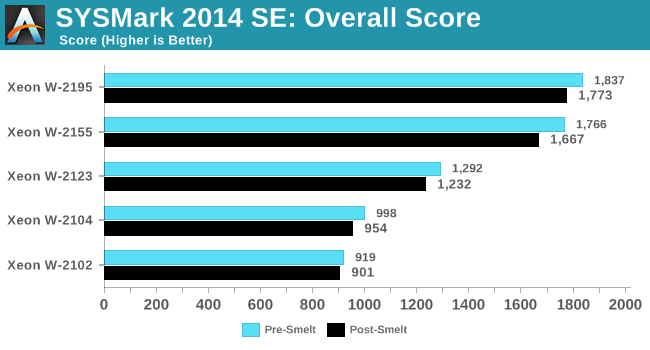 SYSMark 2014 SE: Overall Score
Score (Higher is Better)
Xeon W-2195
1,837
1,773
Xeon W-2155
1,766
1,667
Xeon W-2123
1,292
1,232
Xeon W-2104
998
954
Xeon W-2102
919
901
0 200 400 600 800 1000 1200 1400 1600 1800 2000
Pre-Smelt Post-Smelt